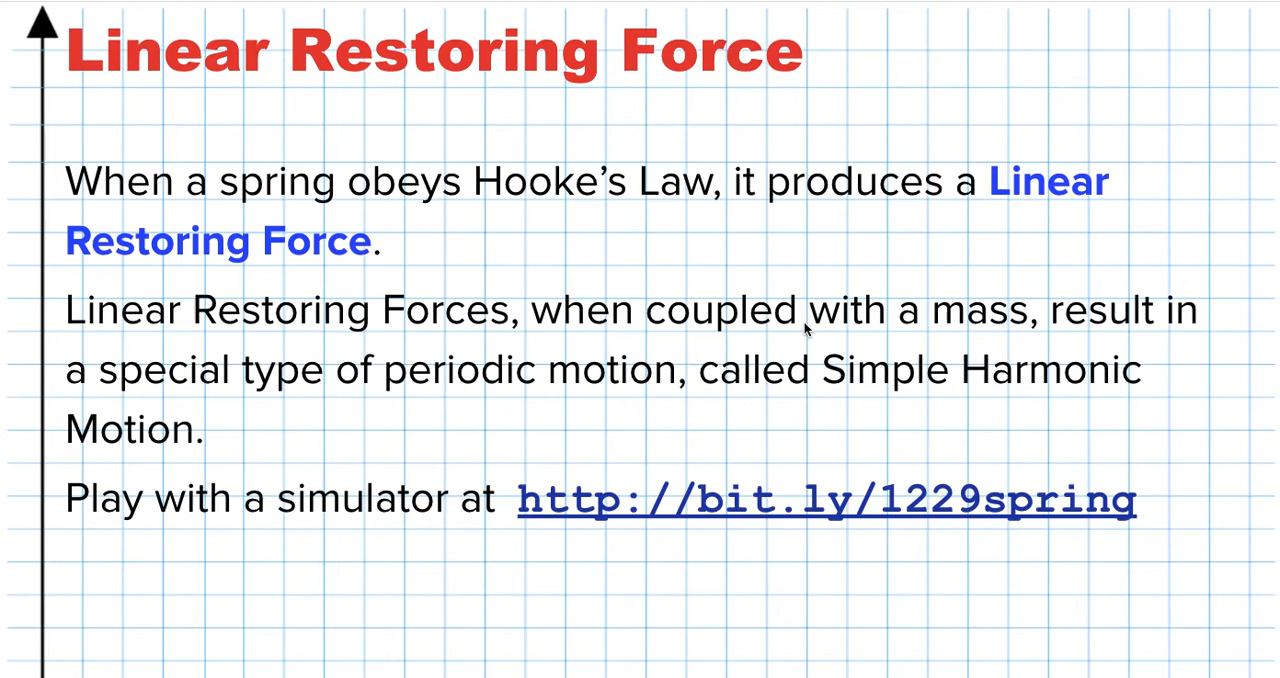 Linear Restoring Force
When a spring obeys Hooke’s Law, it produces a Linear
Restoring Force.
Linear Restoring Forces, when coupled with a mass, result in
a special type of periodic motion, called Simple Harmonic
Motion.
Play with a simulator at http://bit.ly/1229spring